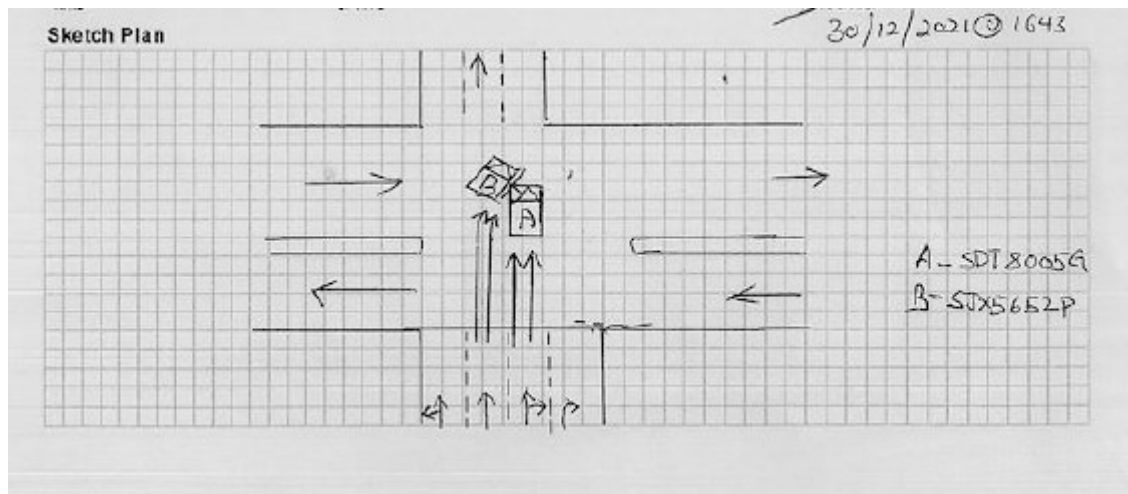 Sketch Plan
30/12/2021 @ 1643
B
A
A - SDT8005G
B - SJX5652P